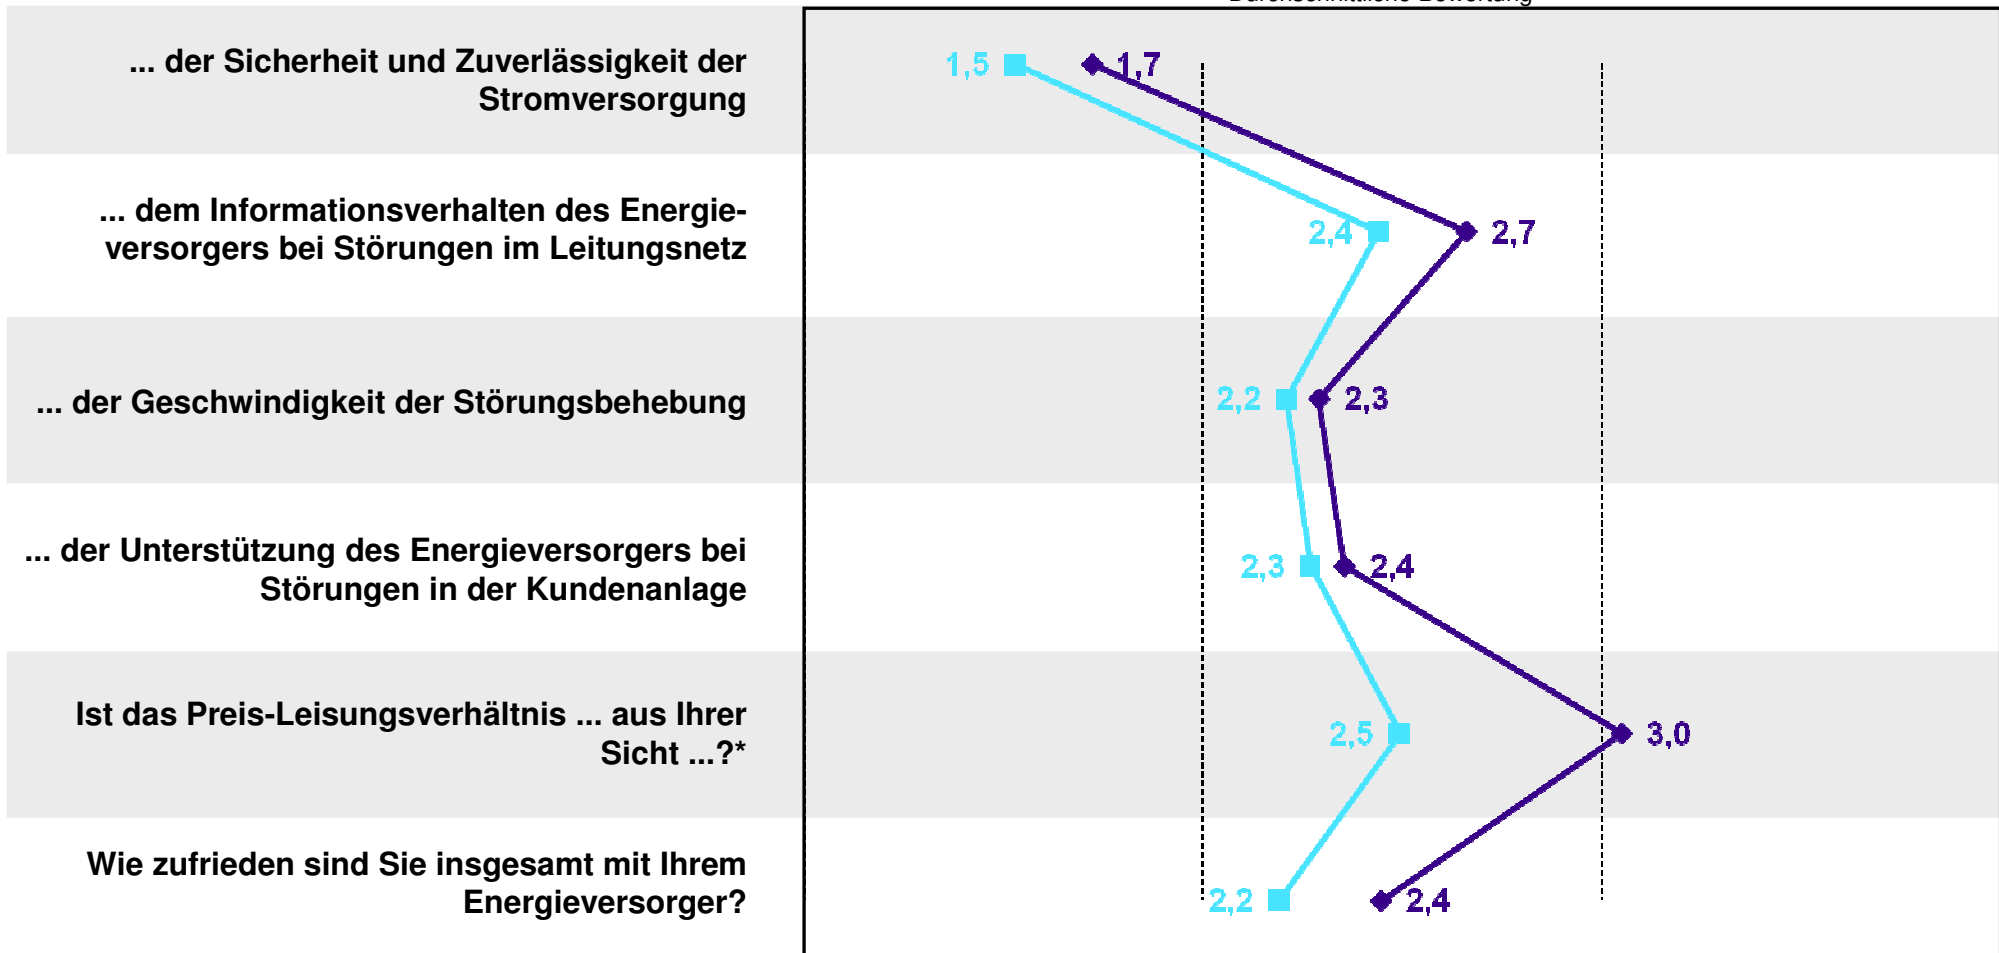 Durchschnittliche Bewertung
... der Sicherheit und Zuverlässigkeit der
Stromversorgung
1,5
1,7
... dem Informationsverhalten des Energie-
versorgers bei Störungen im Leitungsnetz
2,4
2,7
... der Geschwindigkeit der Störungsbehebung
2,2
2,3
... der Unterstützung des Energieversorgers bei
Störungen in der Kundenanlage
2,3
2,4
Ist das Preis-Leisungsverhältnis ... aus Ihrer
Sicht ...?*
2,5
3,0
Wie zufrieden sind Sie insgesamt mit Ihrem
Energieversorger?
2,2
2,4